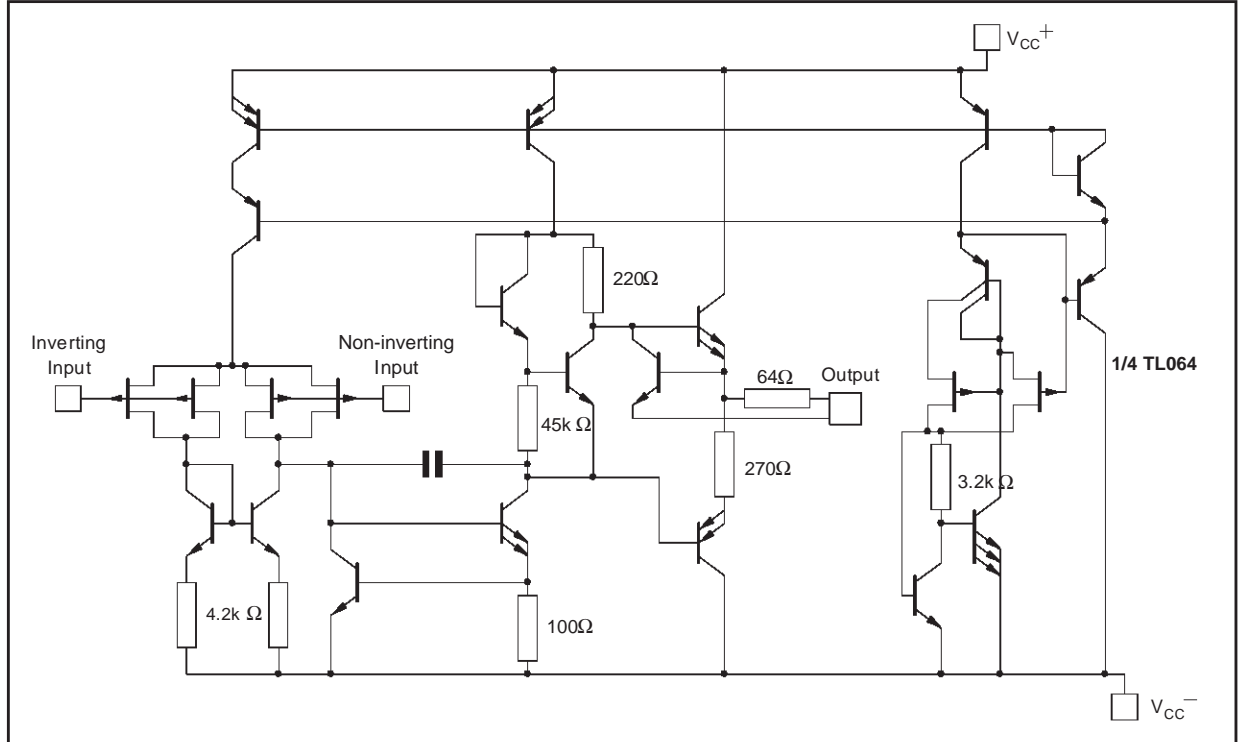 VCC+
220Ω
Inverting
Input
Non-inverting
Input
64Ω
Output
1/4 TL064
45k Ω
270Ω
3.2k Ω
4.2k Ω
100Ω
VCC−